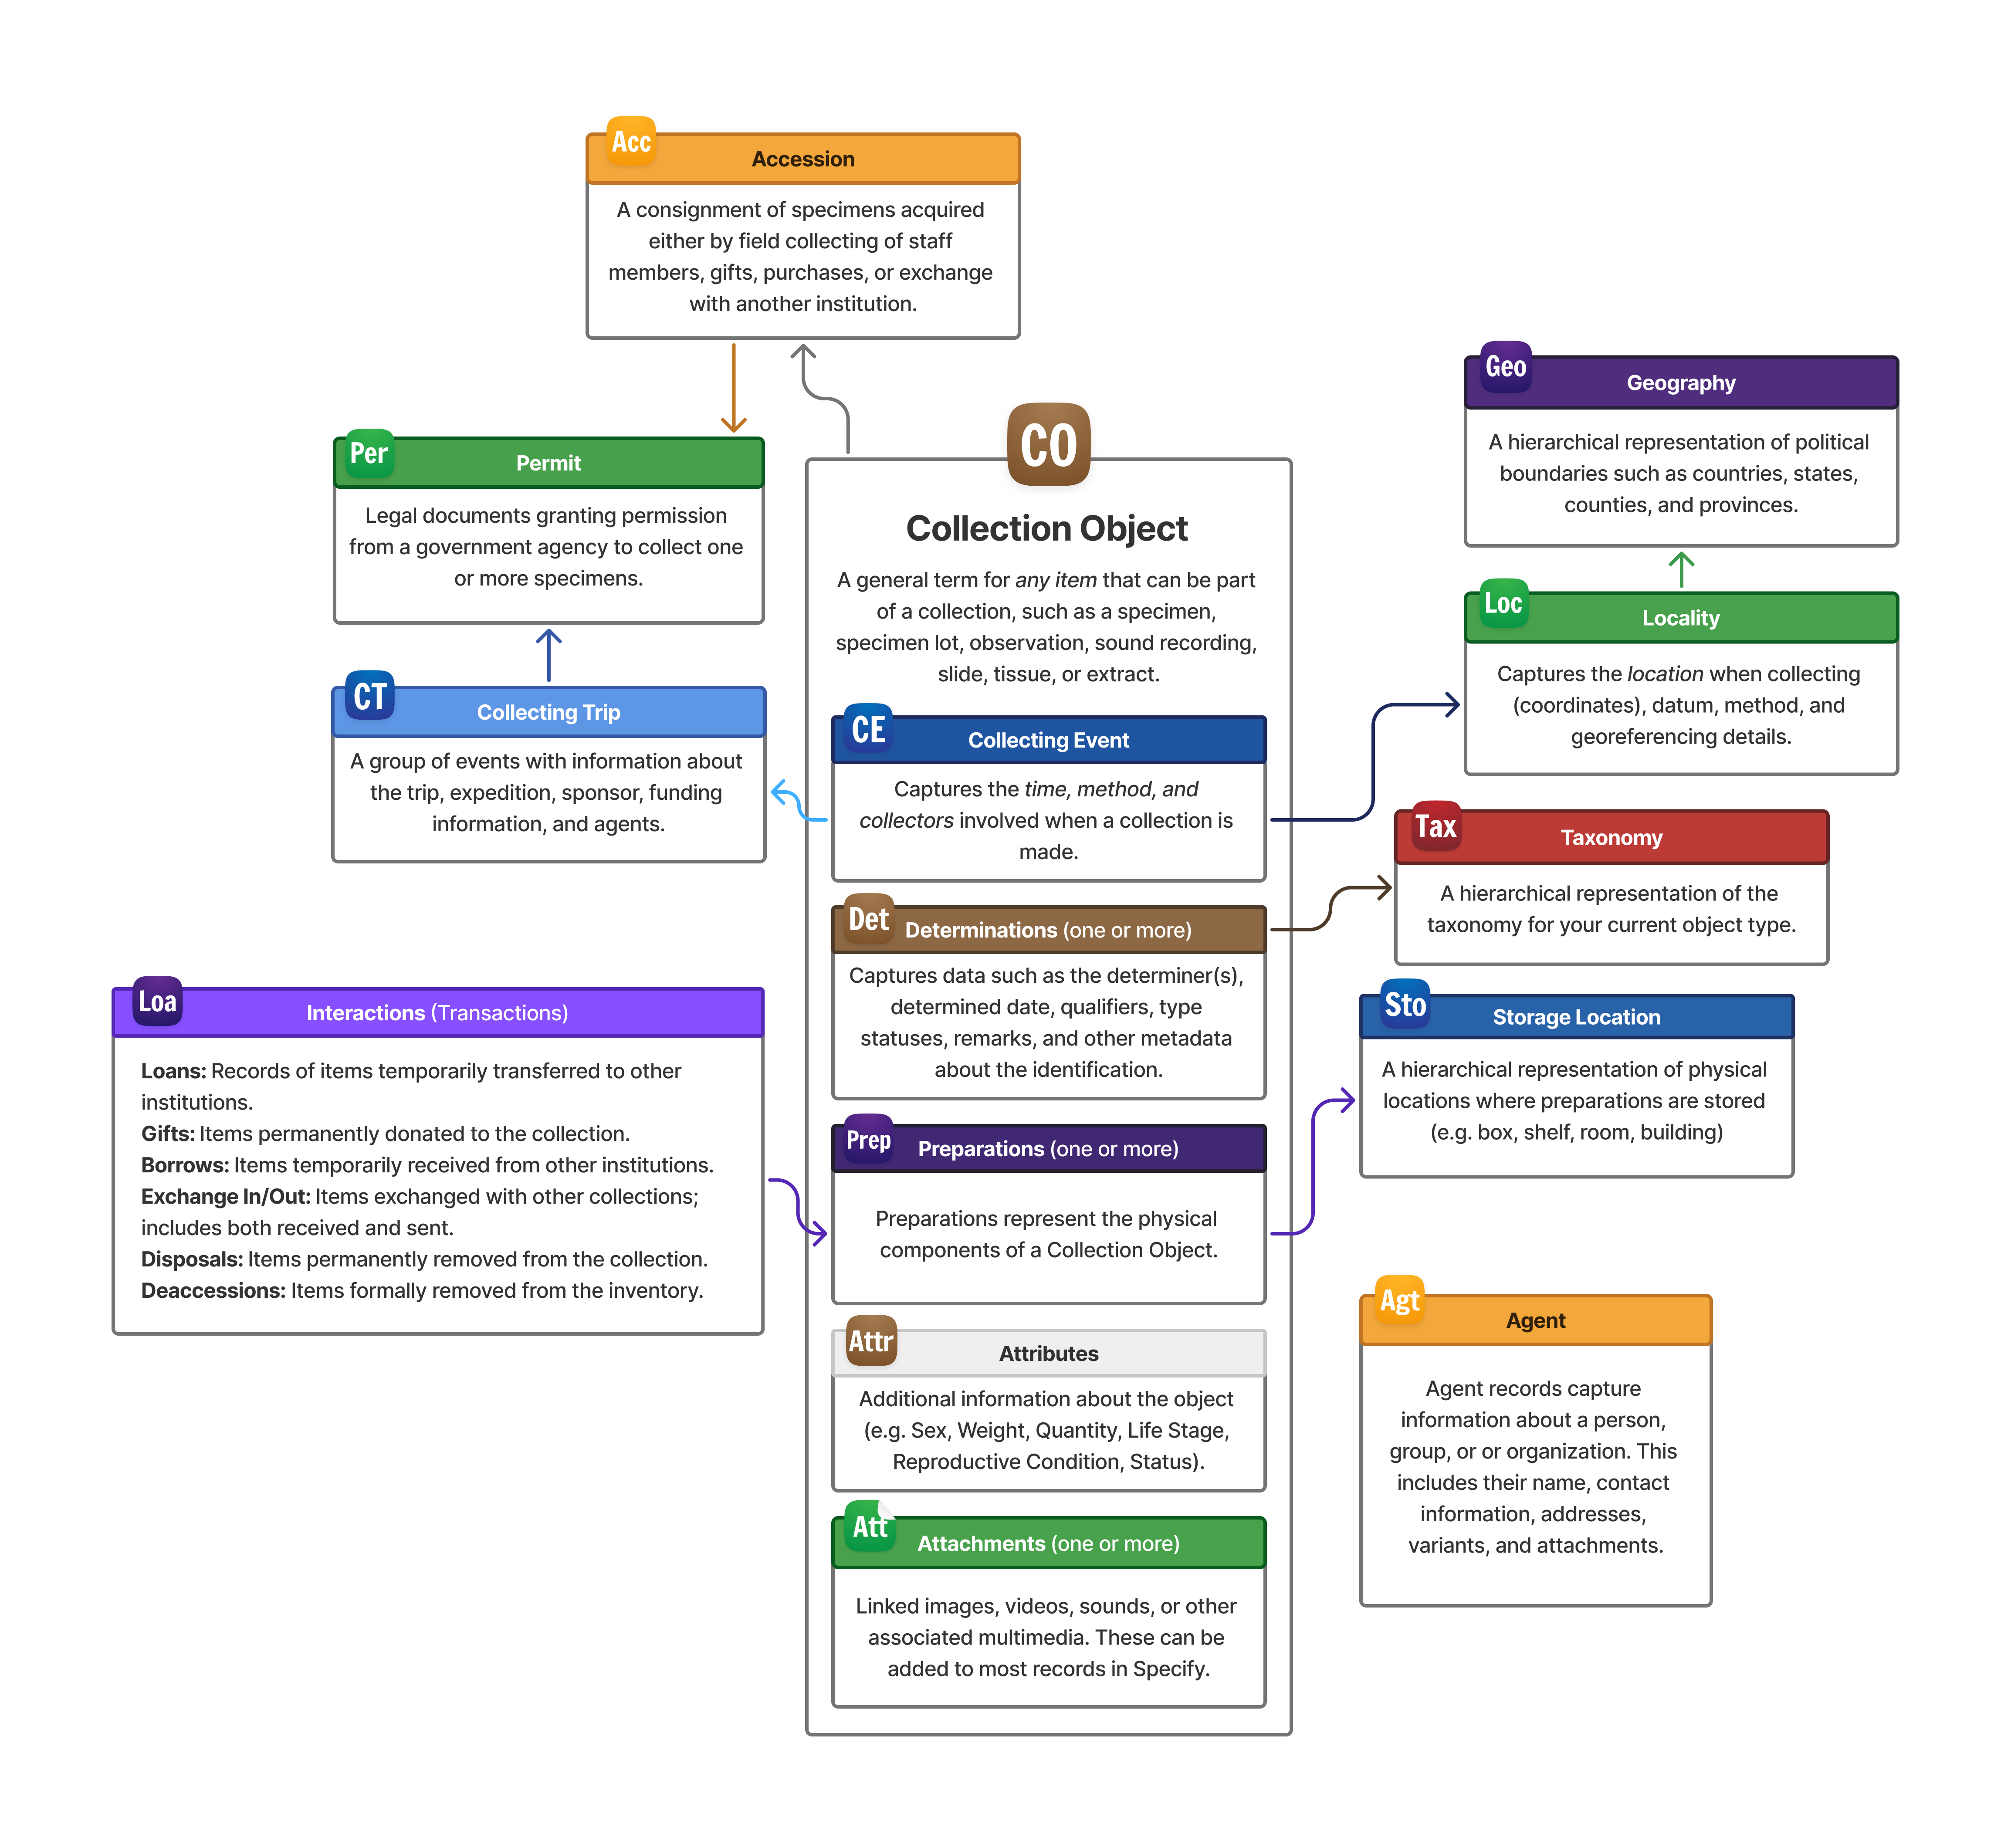 Acc
Accession
A consignment of specimens acquired
either by field collecting of staff
members, gifts, purchases, or exchange
with another institution.
Per
Permit
Legal documents granting permission
from a government agency to collect one
or more specimens.
CT
Collecting Trip
A group of events with information about
the trip, expedition, sponsor, funding
information, and agents.
Loa
Interactions (Transactions)
Loans: Records of items temporarily transferred to other
institutions.
Gifts: Items permanently donated to the collection.
Borrows: Items temporarily received from other institutions.
Exchange In/Out: Items exchanged with other collections;
includes both received and sent.
Disposals: Items permanently removed from the collection.
Deaccessions: Items formally removed from the inventory.
CO
Collection Object
A general term for any item that can be part
of a collection, such as a specimen,
specimen lot, observation, sound recording,
slide, tissue, or extract.
CE
Collecting Event
Captures the time, method, and
collectors involved when a collection is
made.
Det
Determinations (one or more)
Captures data such as the determiner(s),
determined date, qualifiers, type
statuses, remarks, and other metadata
about the identification.
Prep
Preparations (one or more)
Preparations represent the physical
components of a Collection Object.
Attr
Attributes
Additional information about the object
(e.g. Sex, Weight, Quantity, Life Stage,
Reproductive Condition, Status).
Att
Attachments (one or more)
Linked images, videos, sounds, or other
associated multimedia. These can be
added to most records in Specify.
Geo
Geography
A hierarchical representation of political
boundaries such as countries, states,
counties, and provinces.
Loc
Locality
Captures the location when collecting
(coordinates), datum, method, and
georeferencing details.
Tax
Taxonomy
A hierarchical representation of the
taxonomy for your current object type.
Sto
Storage Location
A hierarchical representation of physical
locations where preparations are stored
(e.g. box, shelf, room, building)
Agt
Agent
Agent records capture
information about a person,
group, or or organization. This
includes their name, contact
information, addresses,
variants, and attachments.